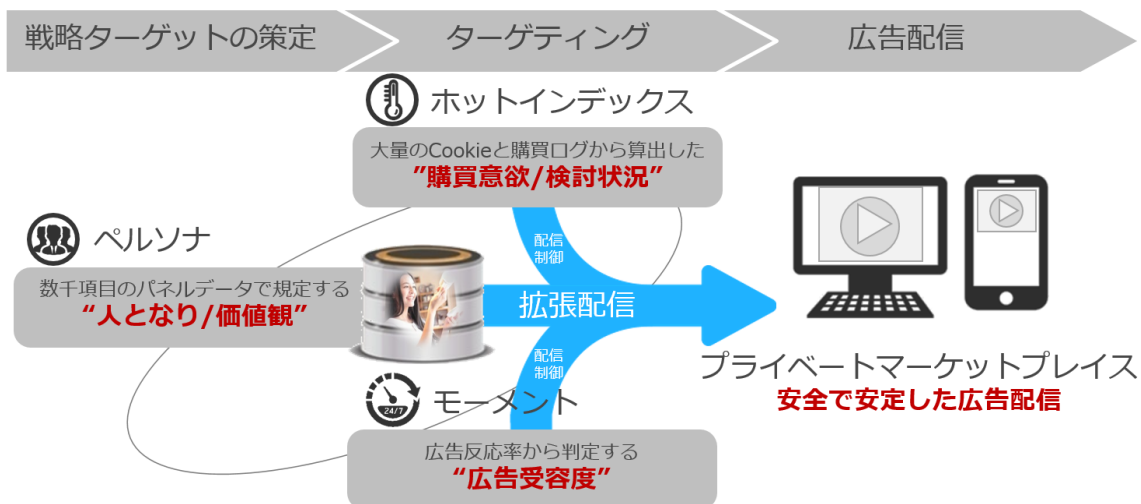 戦略ターゲットの策定
ターゲティング
広告配信
ホットインデックス
大量のCookieと購買ログから算出した
”購買意欲/検討状況”
ペルソナ
数千項目のパネルデータで規定する
“人となり/価値観”
配信
制御
拡張配信
配信
制御
プライベートマーケットプレイス
安全で安定した広告配信
24/7
モーメント
広告反応率から判定する
“広告受容度”